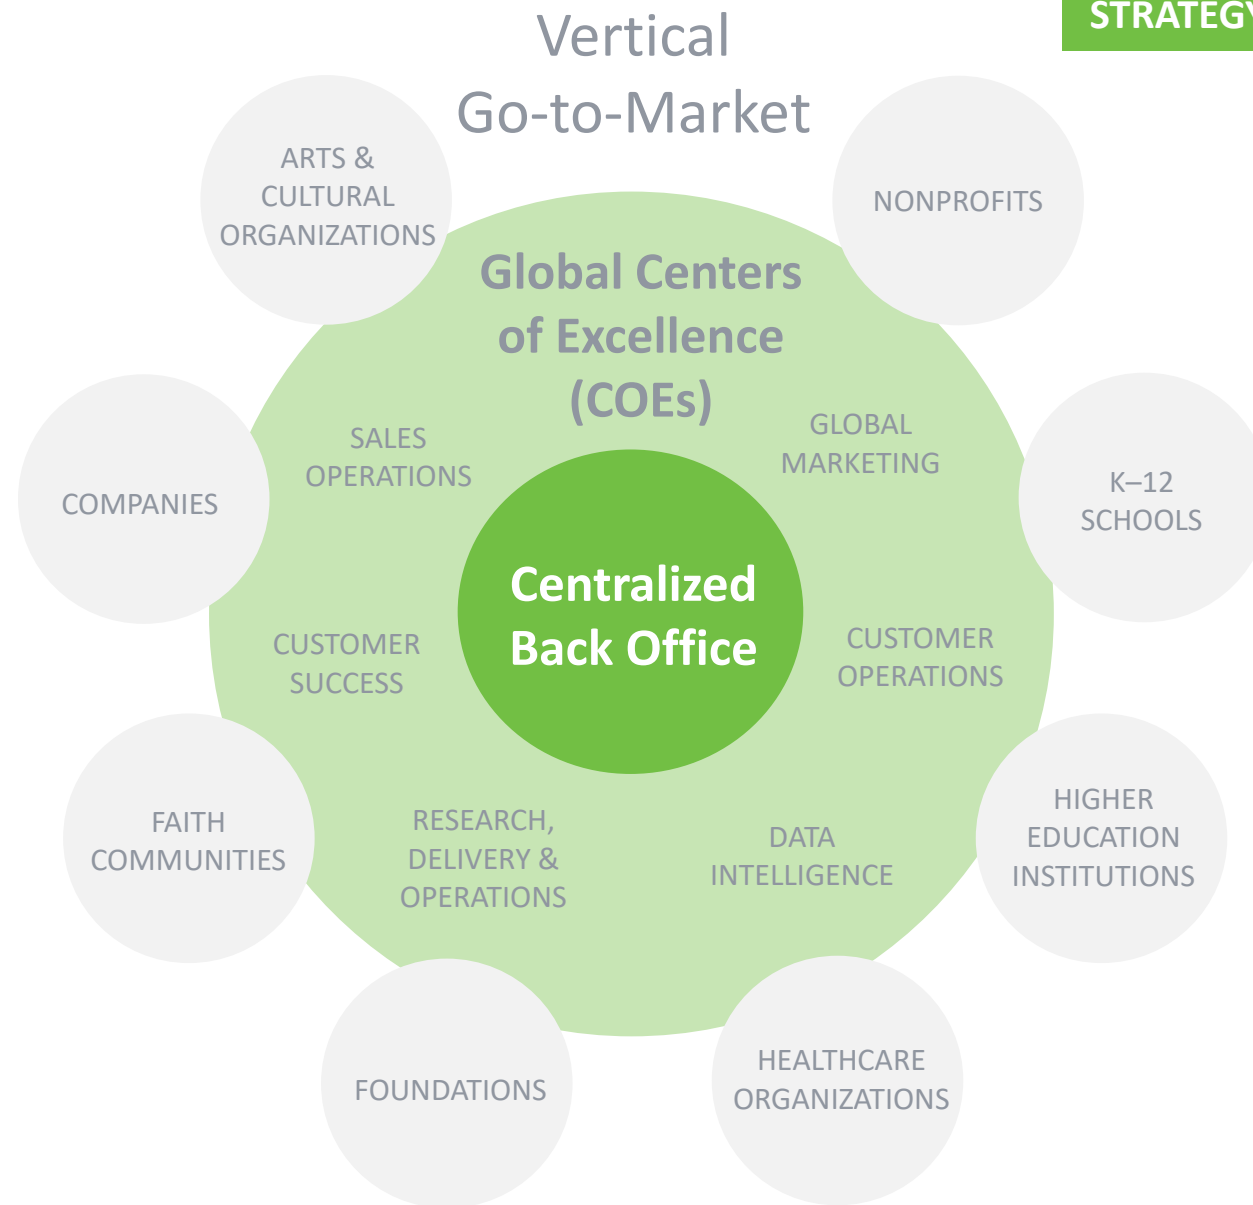 STRATEGY
Vertical
Go-to-Market
ARTS &
CULTURAL
ORGANIZATIONS
NONPROFITS
Global Centers
of Excellence
(COEs)
SALES
OPERATIONS
GLOBAL
MARKETING
COMPANIES
K–12
SCHOOLS
Centralized
Back Office
CUSTOMER
SUCCESS
CUSTOMER
OPERATIONS
FAITH
COMMUNITIES
RESEARCH,
DELIVERY &
OPERATIONS
DATA
INTELLIGENCE
HIGHER
EDUCATION
INSTITUTIONS
FOUNDATIONS
HEALTHCARE
ORGANIZATIONS